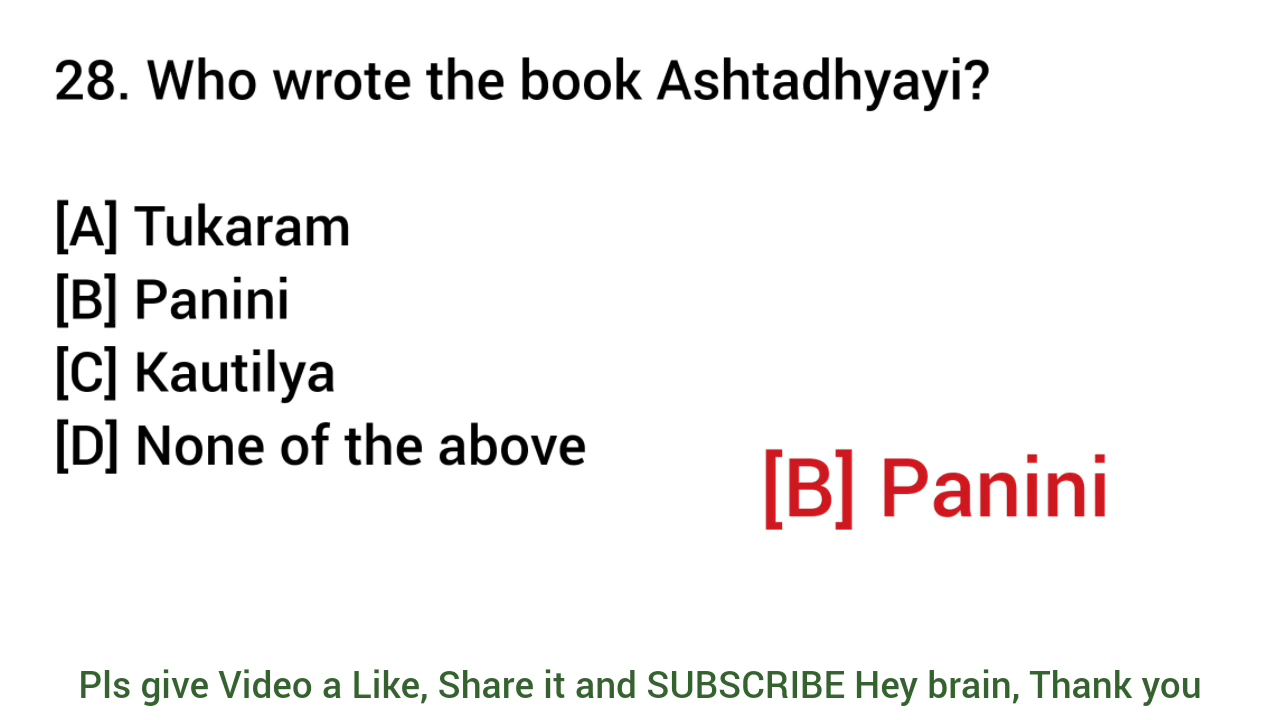 28. Who wrote the book Ashtadhyayi?
[A] Tukaram
[B] Panini
[C] Kautilya
[D] None of the above
[B] Panini
Pls give Video a Like, Share it and SUBSCRIBE Hey brain, Thank you